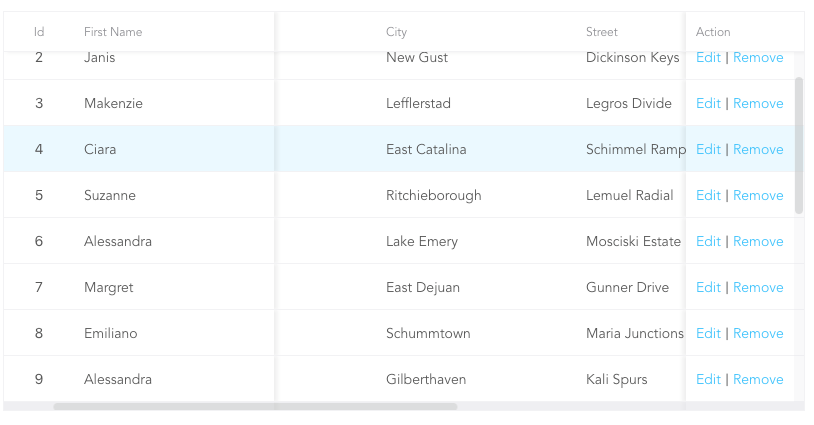 Id First Name City Street Action
2 Janis New Gust Dickinson Keys Edit | Remove
3 Makenzie Lefflerstad Legros Divide Edit | Remove
4 Ciara East Catalina Schimmel Ramp Edit | Remove
5 Suzanne Ritchieborough Lemuel Radial Edit | Remove
6 Alessandra Lake Emery Mosciski Estate Edit | Remove
7 Margret East Dejuan Gunner Drive Edit | Remove
8 Emiliano Schummtown Maria Junctions Edit | Remove
9 Alessandra Gilberthaven Kali Spurs Edit | Remove